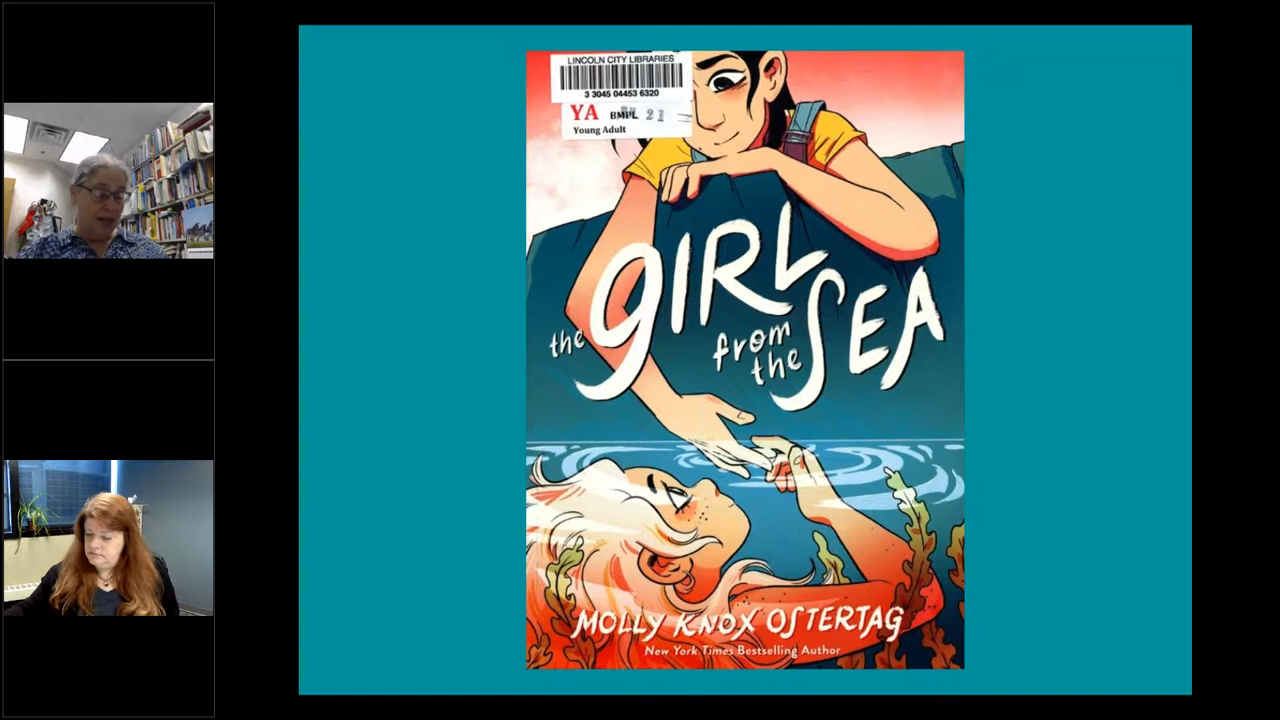 LINCOLN CITY LIBRARIES
3 3045 04453 6320
YA BMPL
Young Adult
the gIRL
from
the SEA
MOLLY KNOX OSTERTAG
New York Times Bestselling Author